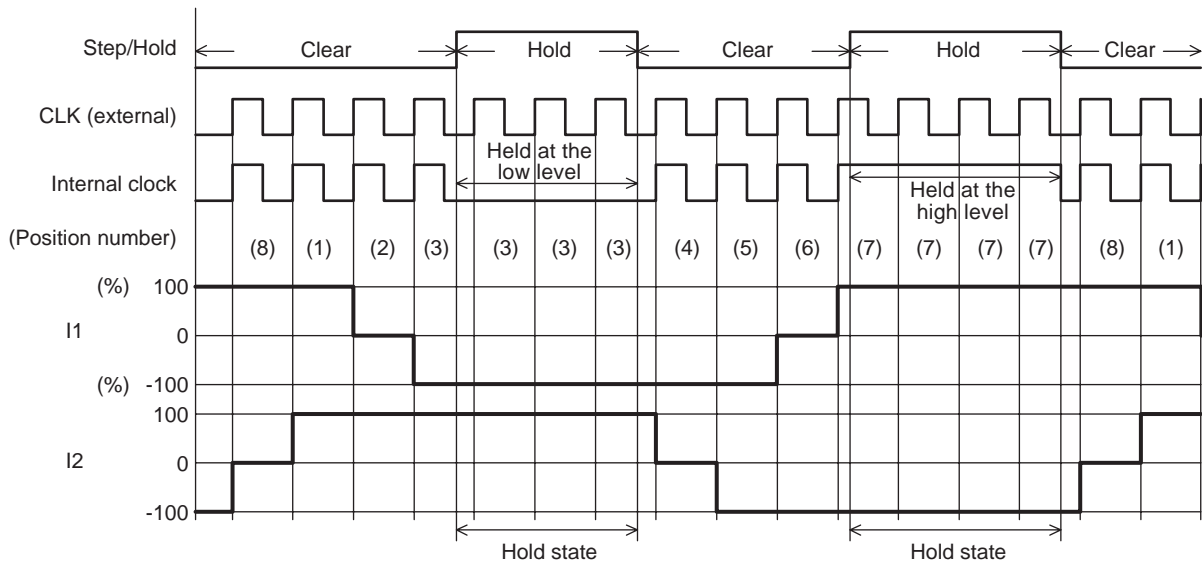 Step/Hold
Clear
Hold
Clear
Hold
Clear
CLK (external)
Held at the
low level
Internal clock
Held at the
high level
(Position number)
(8) (1) (2) (3) (3) (3) (3) (4) (5) (6) (7) (7) (7) (7) (8) (1)
(%) 100
I1
0
(%) -100
100
I2
0
-100
Hold state
Hold state